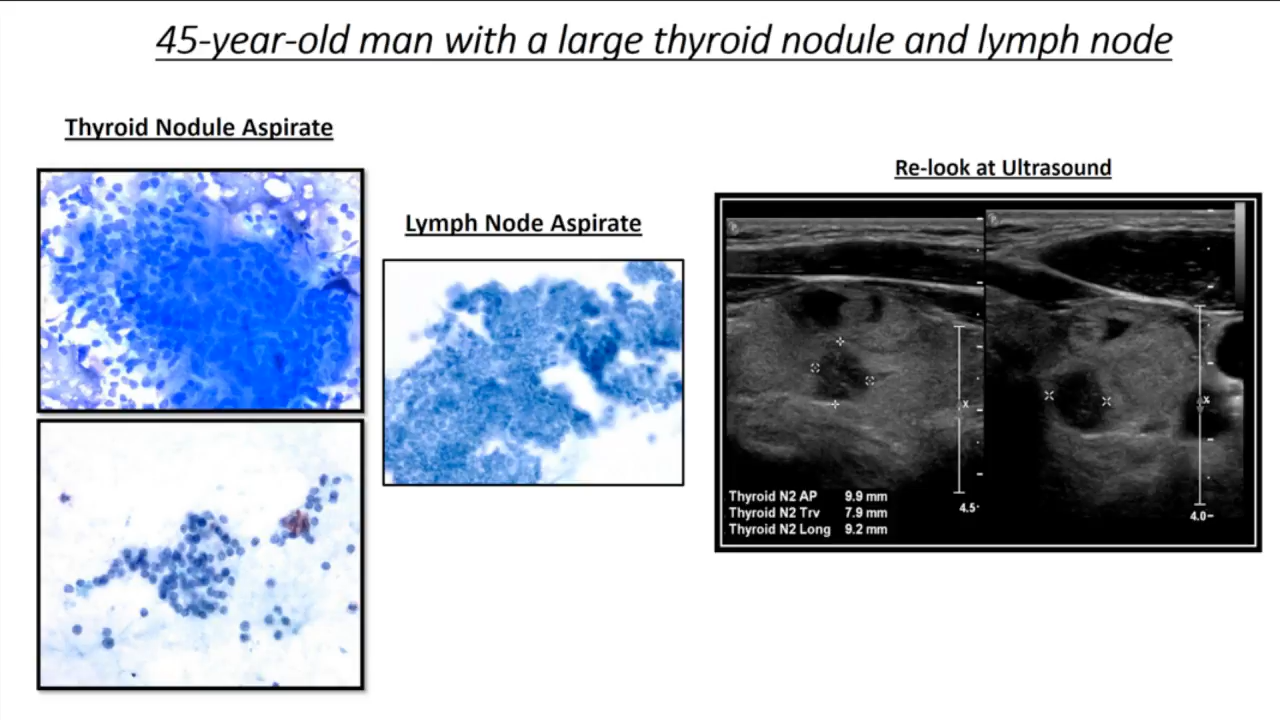 45-year-old man with a large thyroid nodule and lymph node
Thyroid Nodule Aspirate
Lymph Node Aspirate
Re-look at Ultrasound
Thyroid N2 AP 9.9 mm
Thyroid N2 Trv 7.9 mm
Thyroid N2 Long 9.2 mm
4.5
4.0
x
x